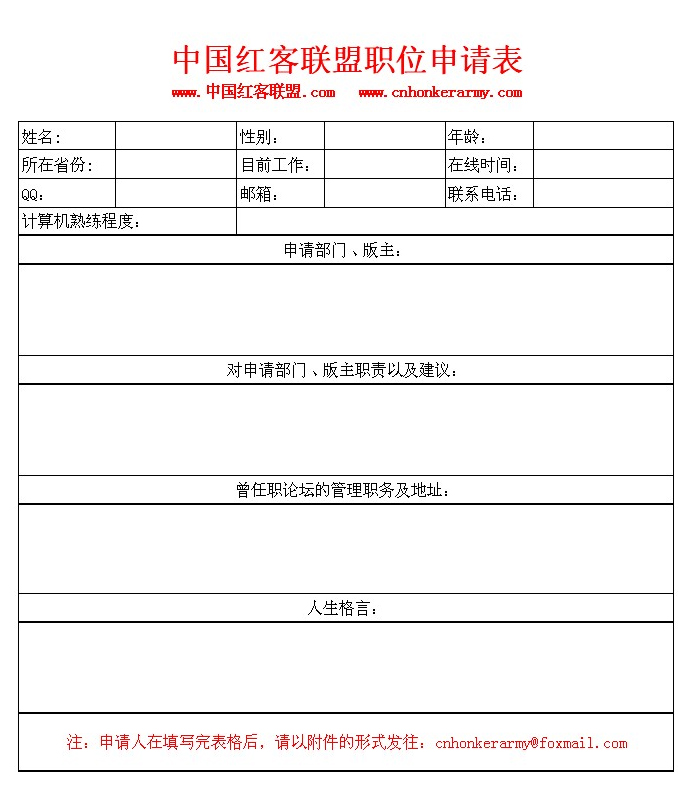 中国红客联盟职位申请表
www.中国红客联盟.com www.cnhonkerarmy.com
姓名： 性别： 年龄：
所在省份： 目前工作： 在线时间：
QQ： 邮箱： 联系电话：
计算机熟练程度：
申请部门、版主：
对申请部门、版主职责以及建议：
曾任职论坛的管理职务及地址：
人生格言：
注：申请人在填写完表格后，请以附件的形式发往：cnhonkerarmy@foxmail.com